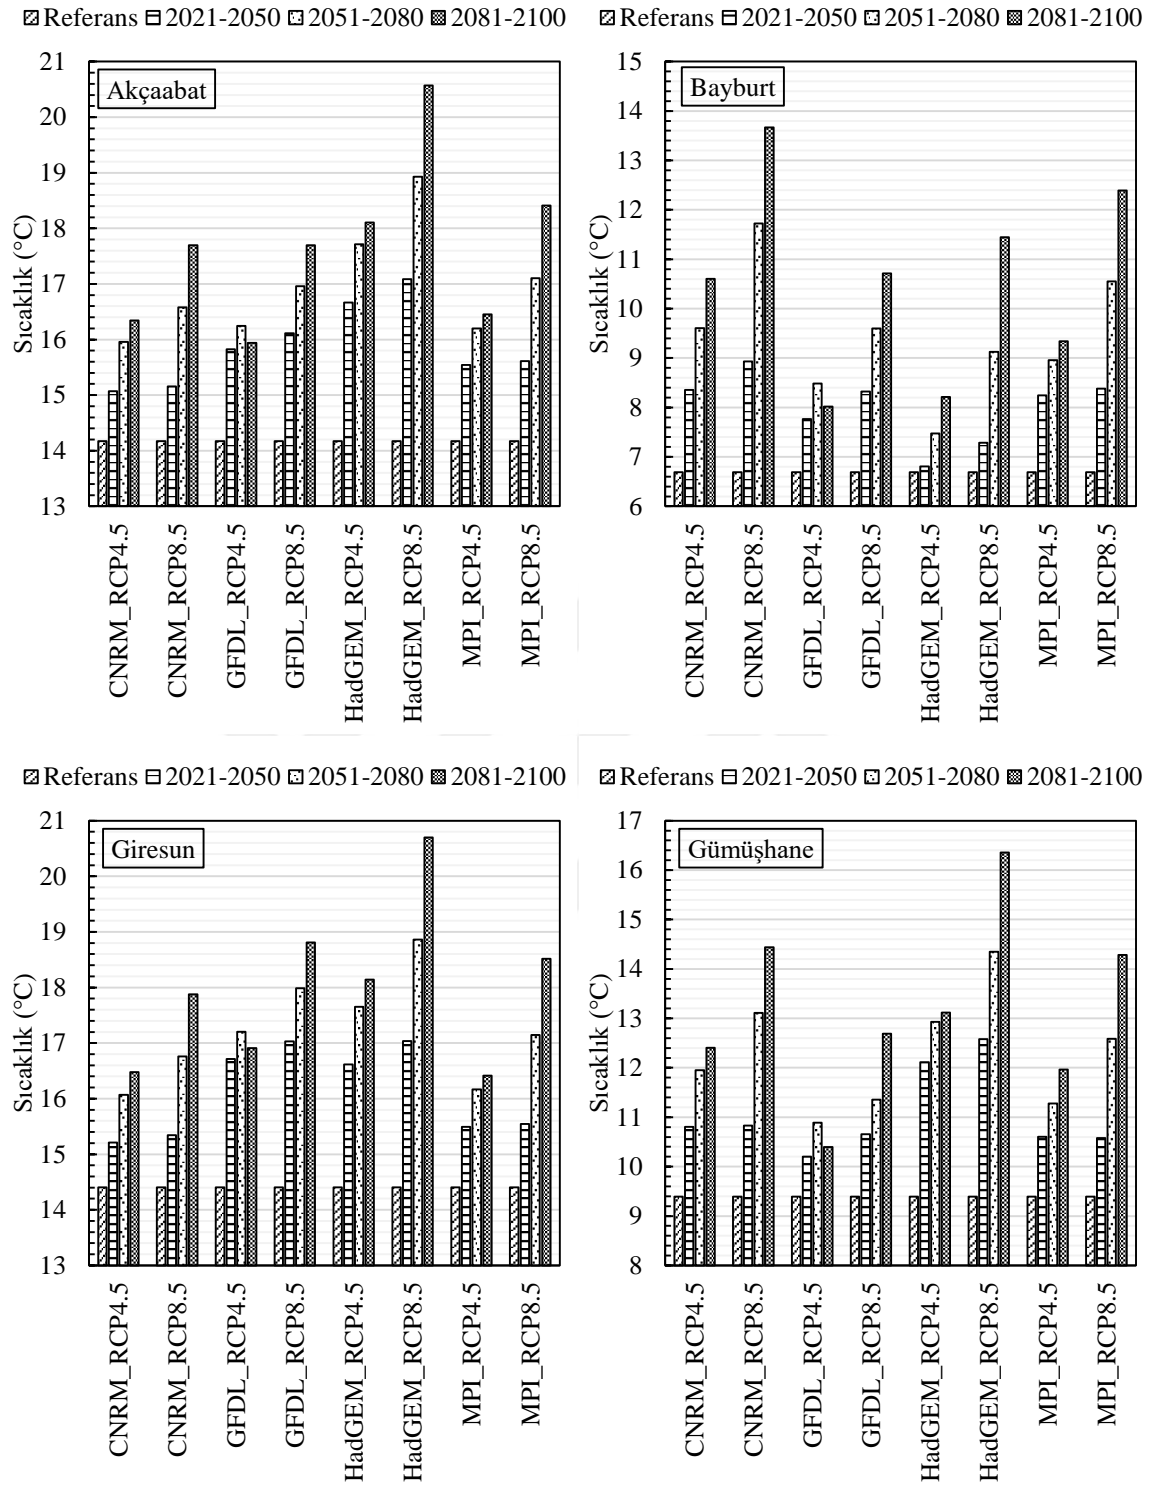 Referans 2021-2050 2051-2080 2081-2100
Akçaabat
Sıcaklık (°C)
21
20
19
18
17
16
15
14
13
CNRM_RCP4.5
CNRM_RCP8.5
GFDL_RCP4.5
GFDL_RCP8.5
HadGEM_RCP4.5
HadGEM_RCP8.5
MPI_RCP4.5
MPI_RCP8.5
Referans 2021-2050 2051-2080 2081-2100
Bayburt
Sıcaklık (°C)
15
14
13
12
11
10
9
8
7
6
CNRM_RCP4.5
CNRM_RCP8.5
GFDL_RCP4.5
GFDL_RCP8.5
HadGEM_RCP4.5
HadGEM_RCP8.5
MPI_RCP4.5
MPI_RCP8.5
Referans 2021-2050 2051-2080 2081-2100
Giresun
Sıcaklık (°C)
21
20
19
18
17
16
15
14
13
CNRM_RCP4.5
CNRM_RCP8.5
GFDL_RCP4.5
GFDL_RCP8.5
HadGEM_RCP4.5
HadGEM_RCP8.5
MPI_RCP4.5
MPI_RCP8.5
Referans 2021-2050 2051-2080 2081-2100
Gümüşhane
Sıcaklık (°C)
17
16
15
14
13
12
11
10
9
8
CNRM_RCP4.5
CNRM_RCP8.5
GFDL_RCP4.5
GFDL_RCP8.5
HadGEM_RCP4.5
HadGEM_RCP8.5
MPI_RCP4.5
MPI_RCP8.5